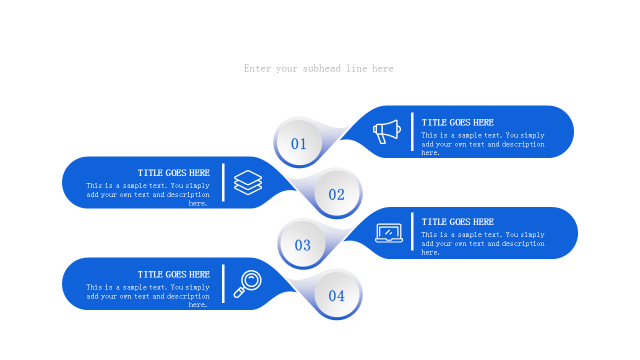 Enter your subhead line here
01
TITLE GOES HERE
This is a sample text. You simply
add your own text and description
here.
TITLE GOES HERE
This is a sample text. You simply
add your own text and description
here.
02
03
TITLE GOES HERE
This is a sample text. You simply
add your own text and description
here.
TITLE GOES HERE
This is a sample text. You simply
add your own text and description
here.
04